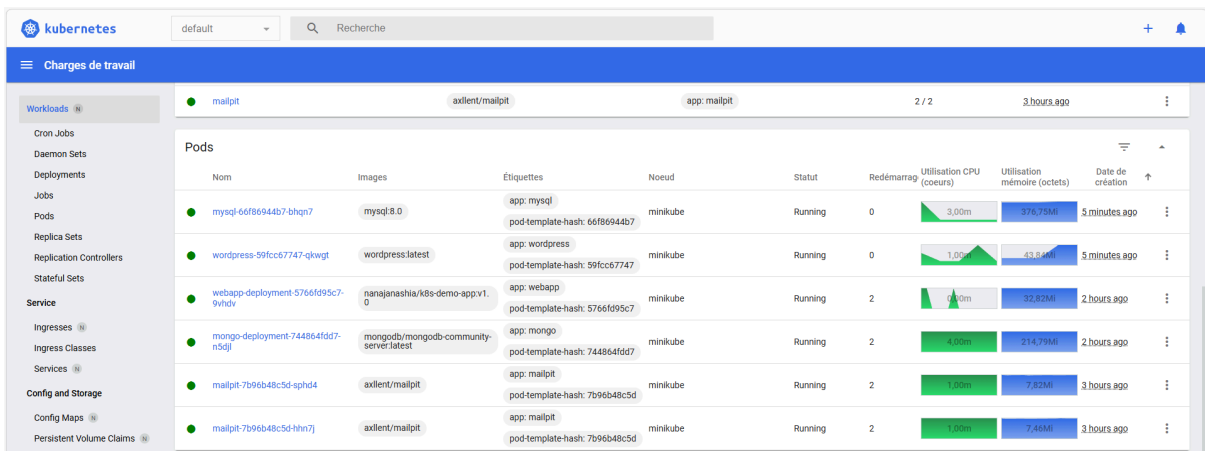 kubernetes default Recherche +
Charges de travail
Workloads N
Cron Jobs
Daemon Sets
Deployments
Jobs
Pods
Replica Sets
Replication Controllers
Stateful Sets
Service
Ingresses N
Ingress Classes
Services N
Config and Storage
Config Maps N
Persistent Volume Claims N
mailpit axllent/mailpit app: mailpit 2 / 2 3 hours ago
Pods
Nom Images Étiquettes Noeud Statut Redémarrag. Utilisation CPU (coeurs) Utilisation mémoire (octets) Date de création
app: mysql
mysql-66f86944b7-bhqn7 mysql:8.0 minikube Running 0 3,00m 376,75Mi 5 minutes ago
pod-template-hash: 66f86944b7
app: wordpress
wordpress-59fcc67747-qkwgt wordpress:latest minikube Running 0 1,00m 43,84Mi 5 minutes ago
pod-template-hash: 59fcc67747
app: webapp
webapp-deployment-5766fd95c7-9vhdv nanajanashia/k8s-demo-app:v1.0 minikube Running 2 0,00m 32,82Mi 2 hours ago
pod-template-hash: 5766fd95c7
app: mongo
mongo-deployment-744864fdd7-n5djl mongodb/mongodb-community-server:latest minikube Running 2 4,00m 214,79Mi 2 hours ago
pod-template-hash: 744864fdd7
app: mailpit
mailpit-7b96b48c5d-sphd4 axllent/mailpit minikube Running 2 1,00m 7,82Mi 3 hours ago
pod-template-hash: 7b96b48c5d
app: mailpit
mailpit-7b96b48c5d-hhn7j axllent/mailpit minikube Running 2 1,00m 7,46Mi 3 hours ago
pod-template-hash: 7b96b48c5d